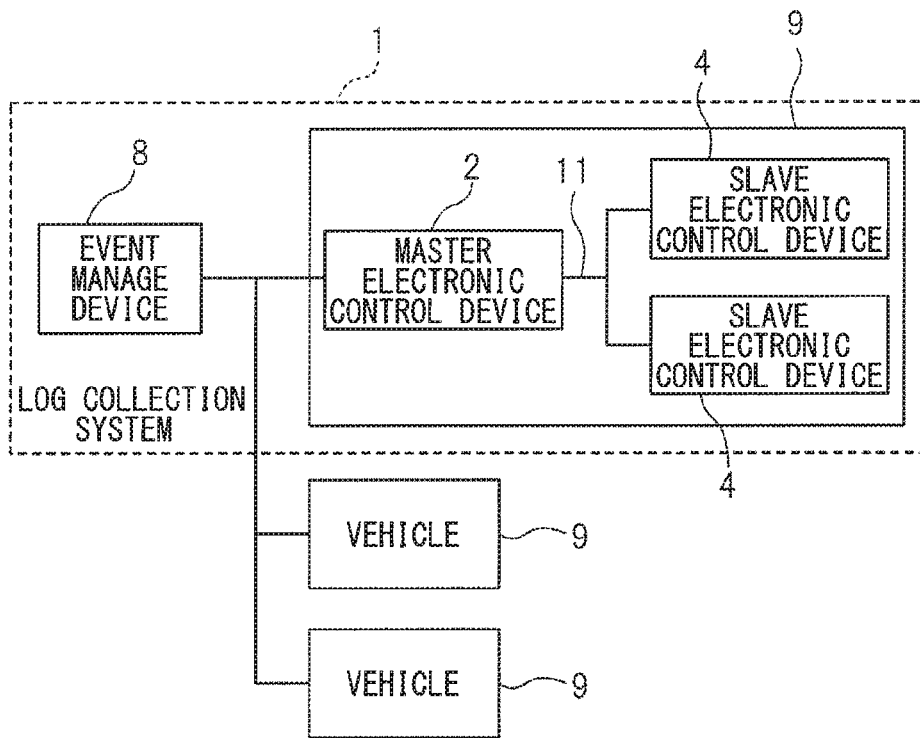 1
9
4
8
2
11
SLAVE
ELECTRONIC
CONTROL DEVICE
EVENT
MANAGE
DEVICE
MASTER
ELECTRONIC
CONTROL DEVICE
SLAVE
ELECTRONIC
CONTROL DEVICE
LOG COLLECTION
SYSTEM
4
VEHICLE
9
VEHICLE
9